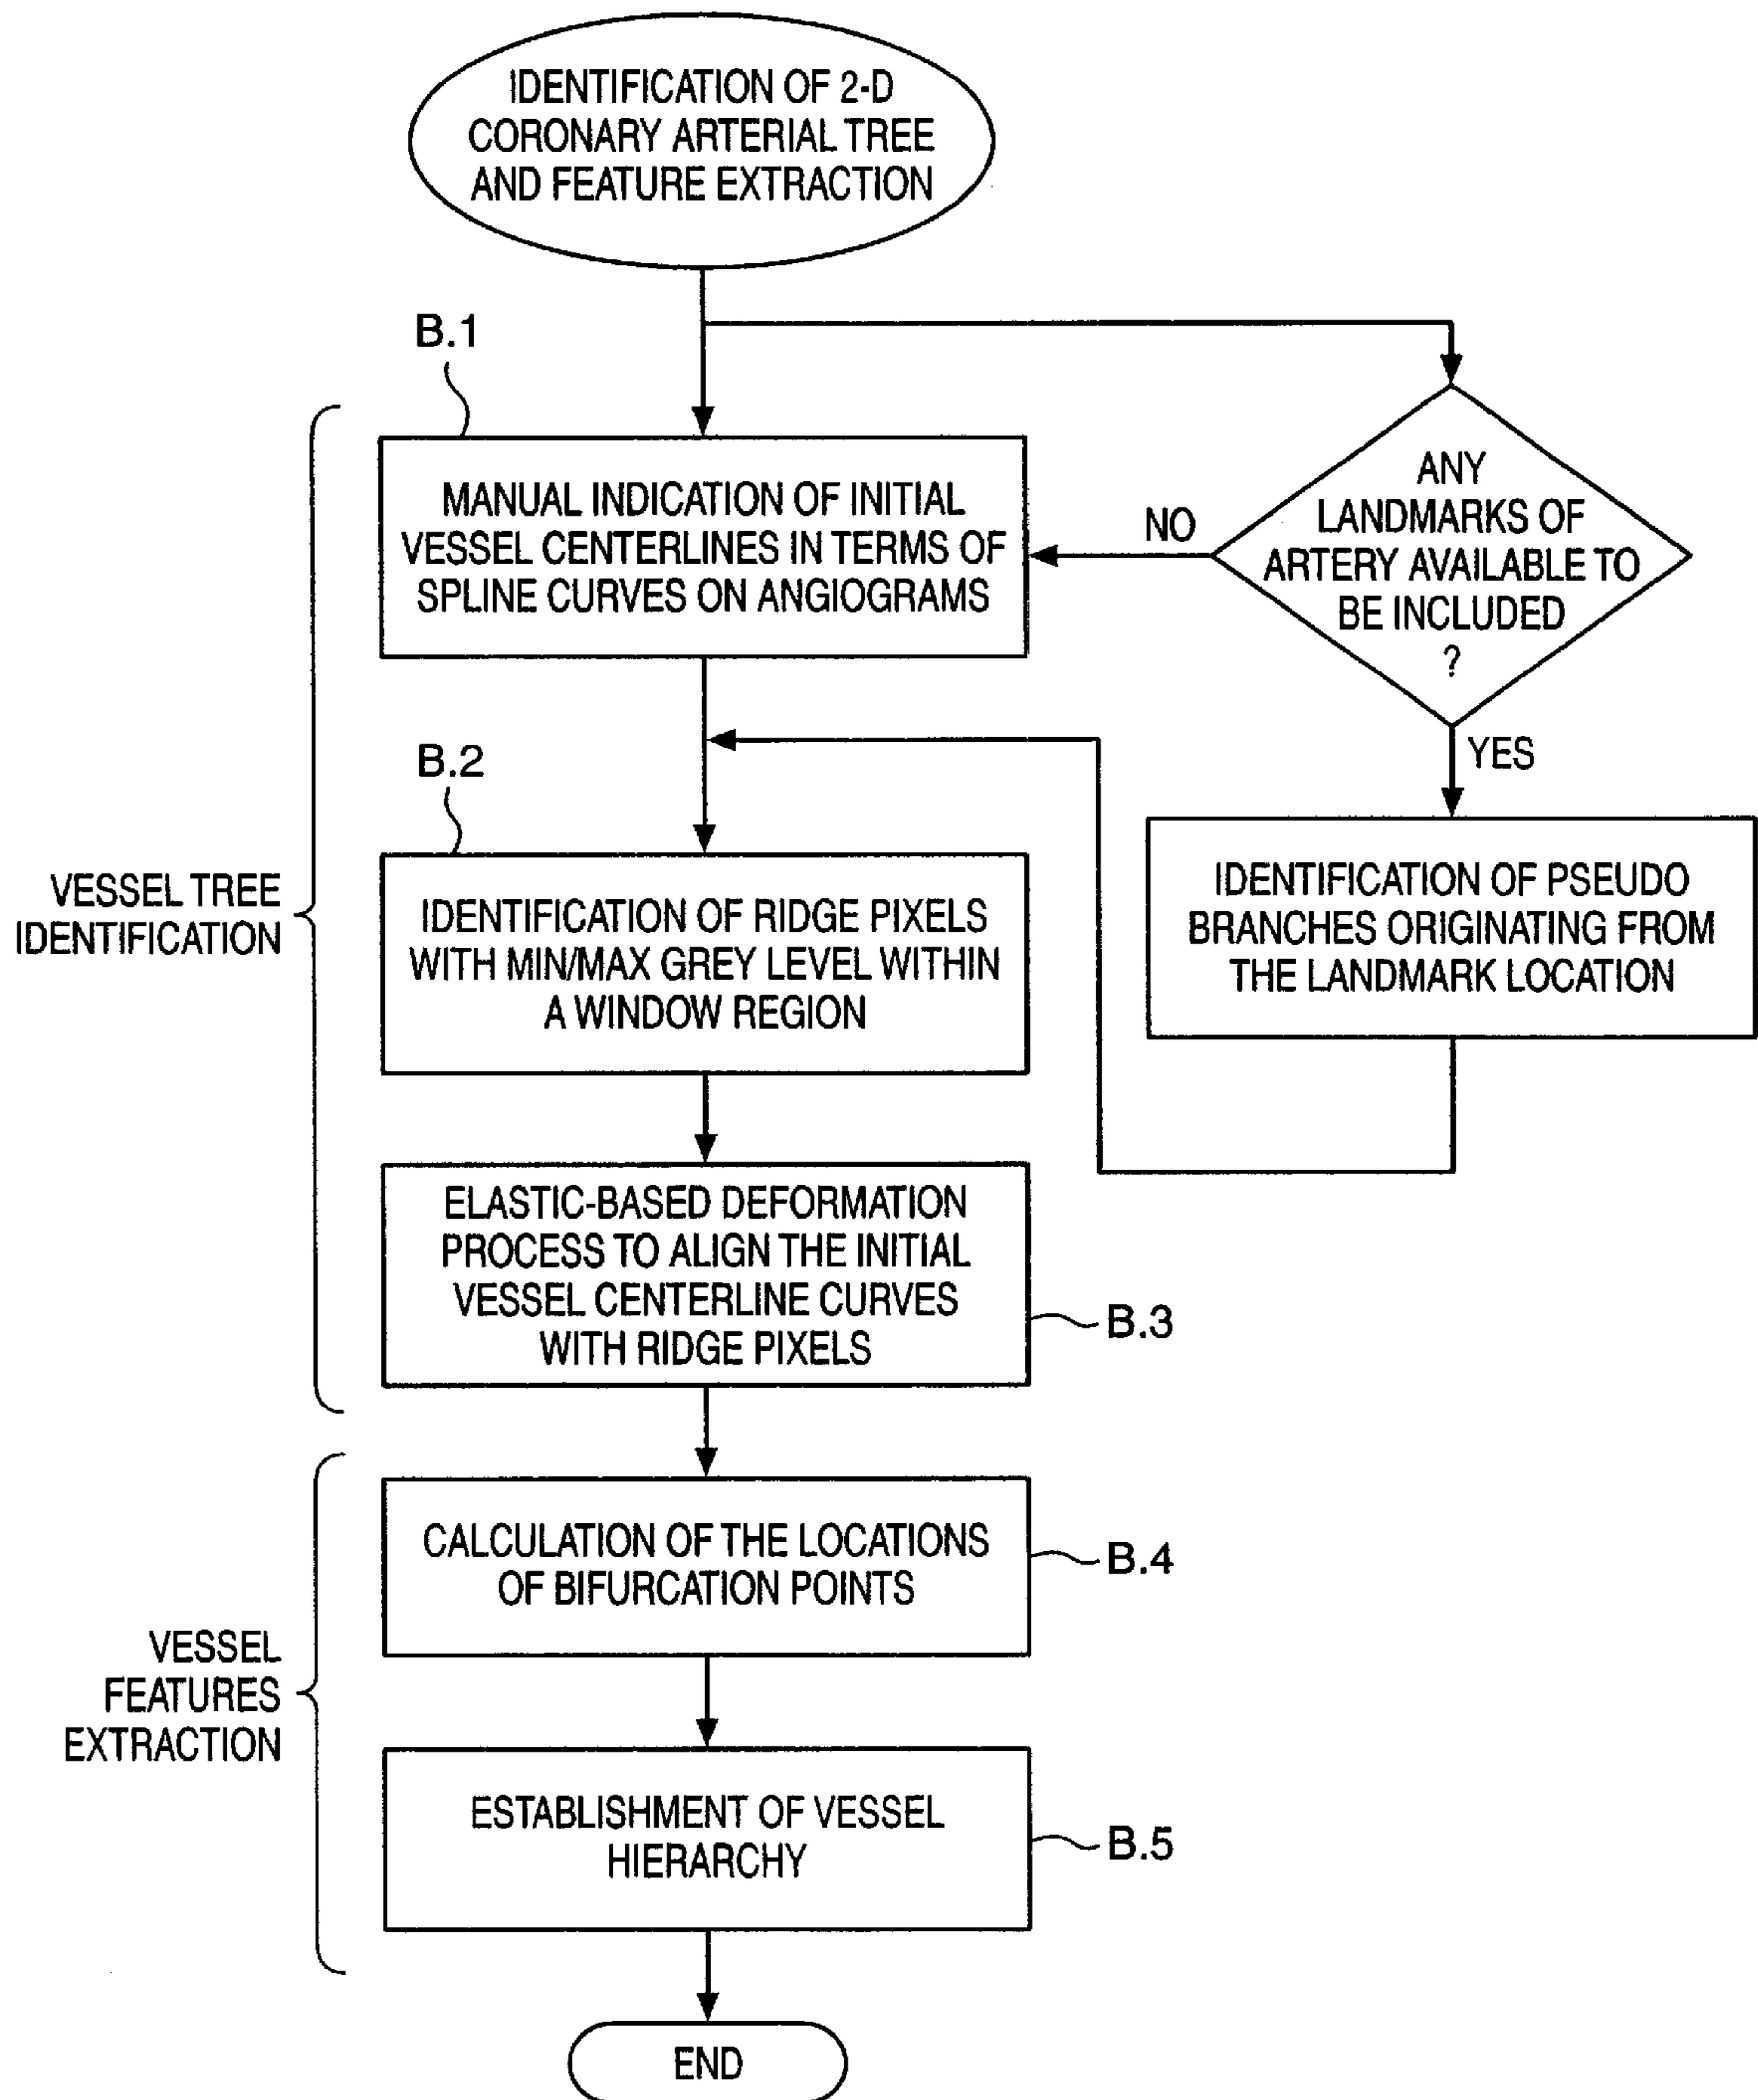 IDENTIFICATION OF 2-D
CORONARY ARTERIAL TREE
AND FEATURE EXTRACTION
B.1
MANUAL INDICATION OF INITIAL
VESSEL CENTERLINES IN TERMS OF
SPLINE CURVES ON ANGIOGRAMS
NO
ANY
LANDMARKS OF
ARTERY AVAILABLE TO
BE INCLUDED
?
YES
IDENTIFICATION OF PSEUDO
BRANCHES ORIGINATING FROM
THE LANDMARK LOCATION
VESSEL TREE
IDENTIFICATION
B.2
IDENTIFICATION OF RIDGE PIXELS
WITH MIN/MAX GREY LEVEL WITHIN
A WINDOW REGION
ELASTIC-BASED DEFORMATION
PROCESS TO ALIGN THE INITIAL
VESSEL CENTERLINE CURVES
WITH RIDGE PIXELS
B.3
VESSEL
FEATURES
EXTRACTION
CALCULATION OF THE LOCATIONS
OF BIFURCATION POINTS
B.4
ESTABLISHMENT OF VESSEL
HIERARCHY
B.5
END